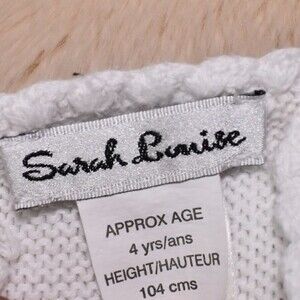 Sarah Louise
APPROX AGE
4 yrs/ans
HEIGHT/HAUTEUR
104 cms